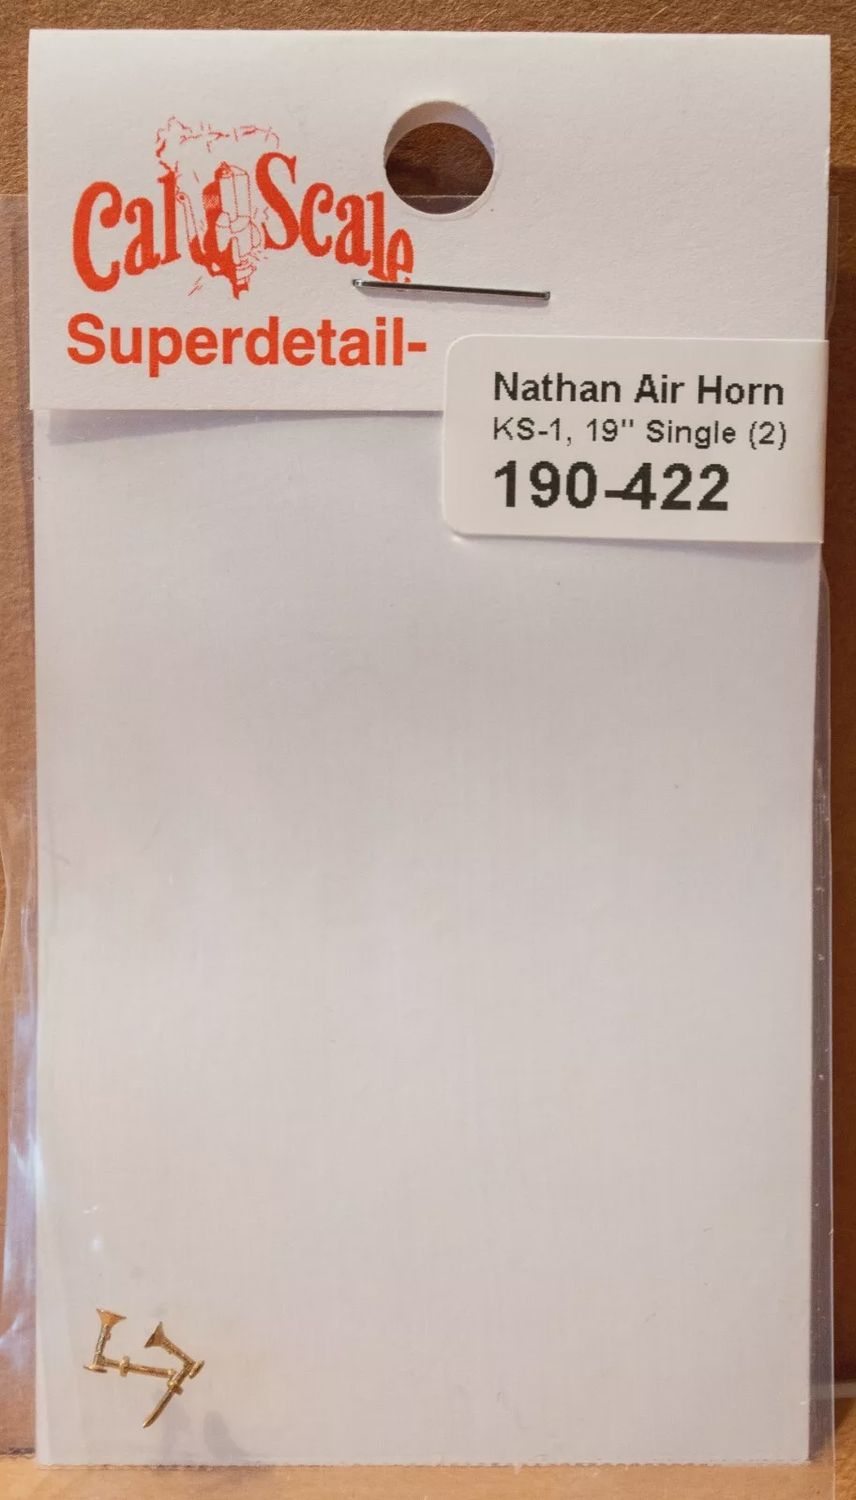 Cal Scale
Superdetail-
Nathan Air Horn
KS-1, 19" Single (2)
190-422